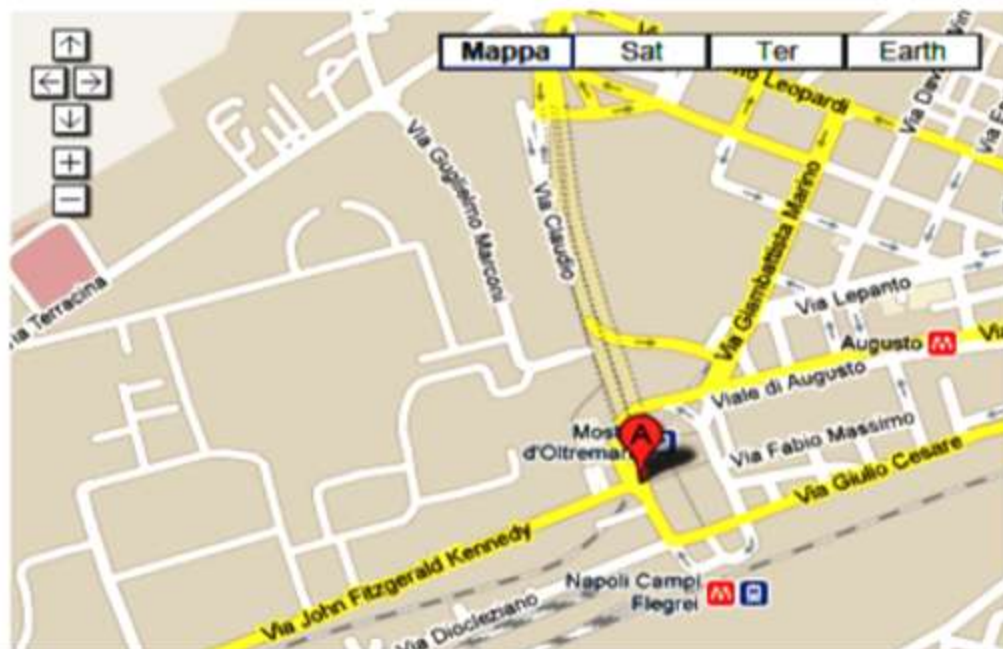 Mappa
Sat
Ter
Earth
Leopardi
Via Guglielmo Marconi
Via Claudio
Via Giambattista Marino
Via Lepanto
Terracina
Augusto
Viale di Augusto
Via Fabio Massimo
A
d'Oltremar
Via Giulio Cesare
Via John Fitzgerald Kennedy
Napoli Campi
Flegrei
Via Diocleziano